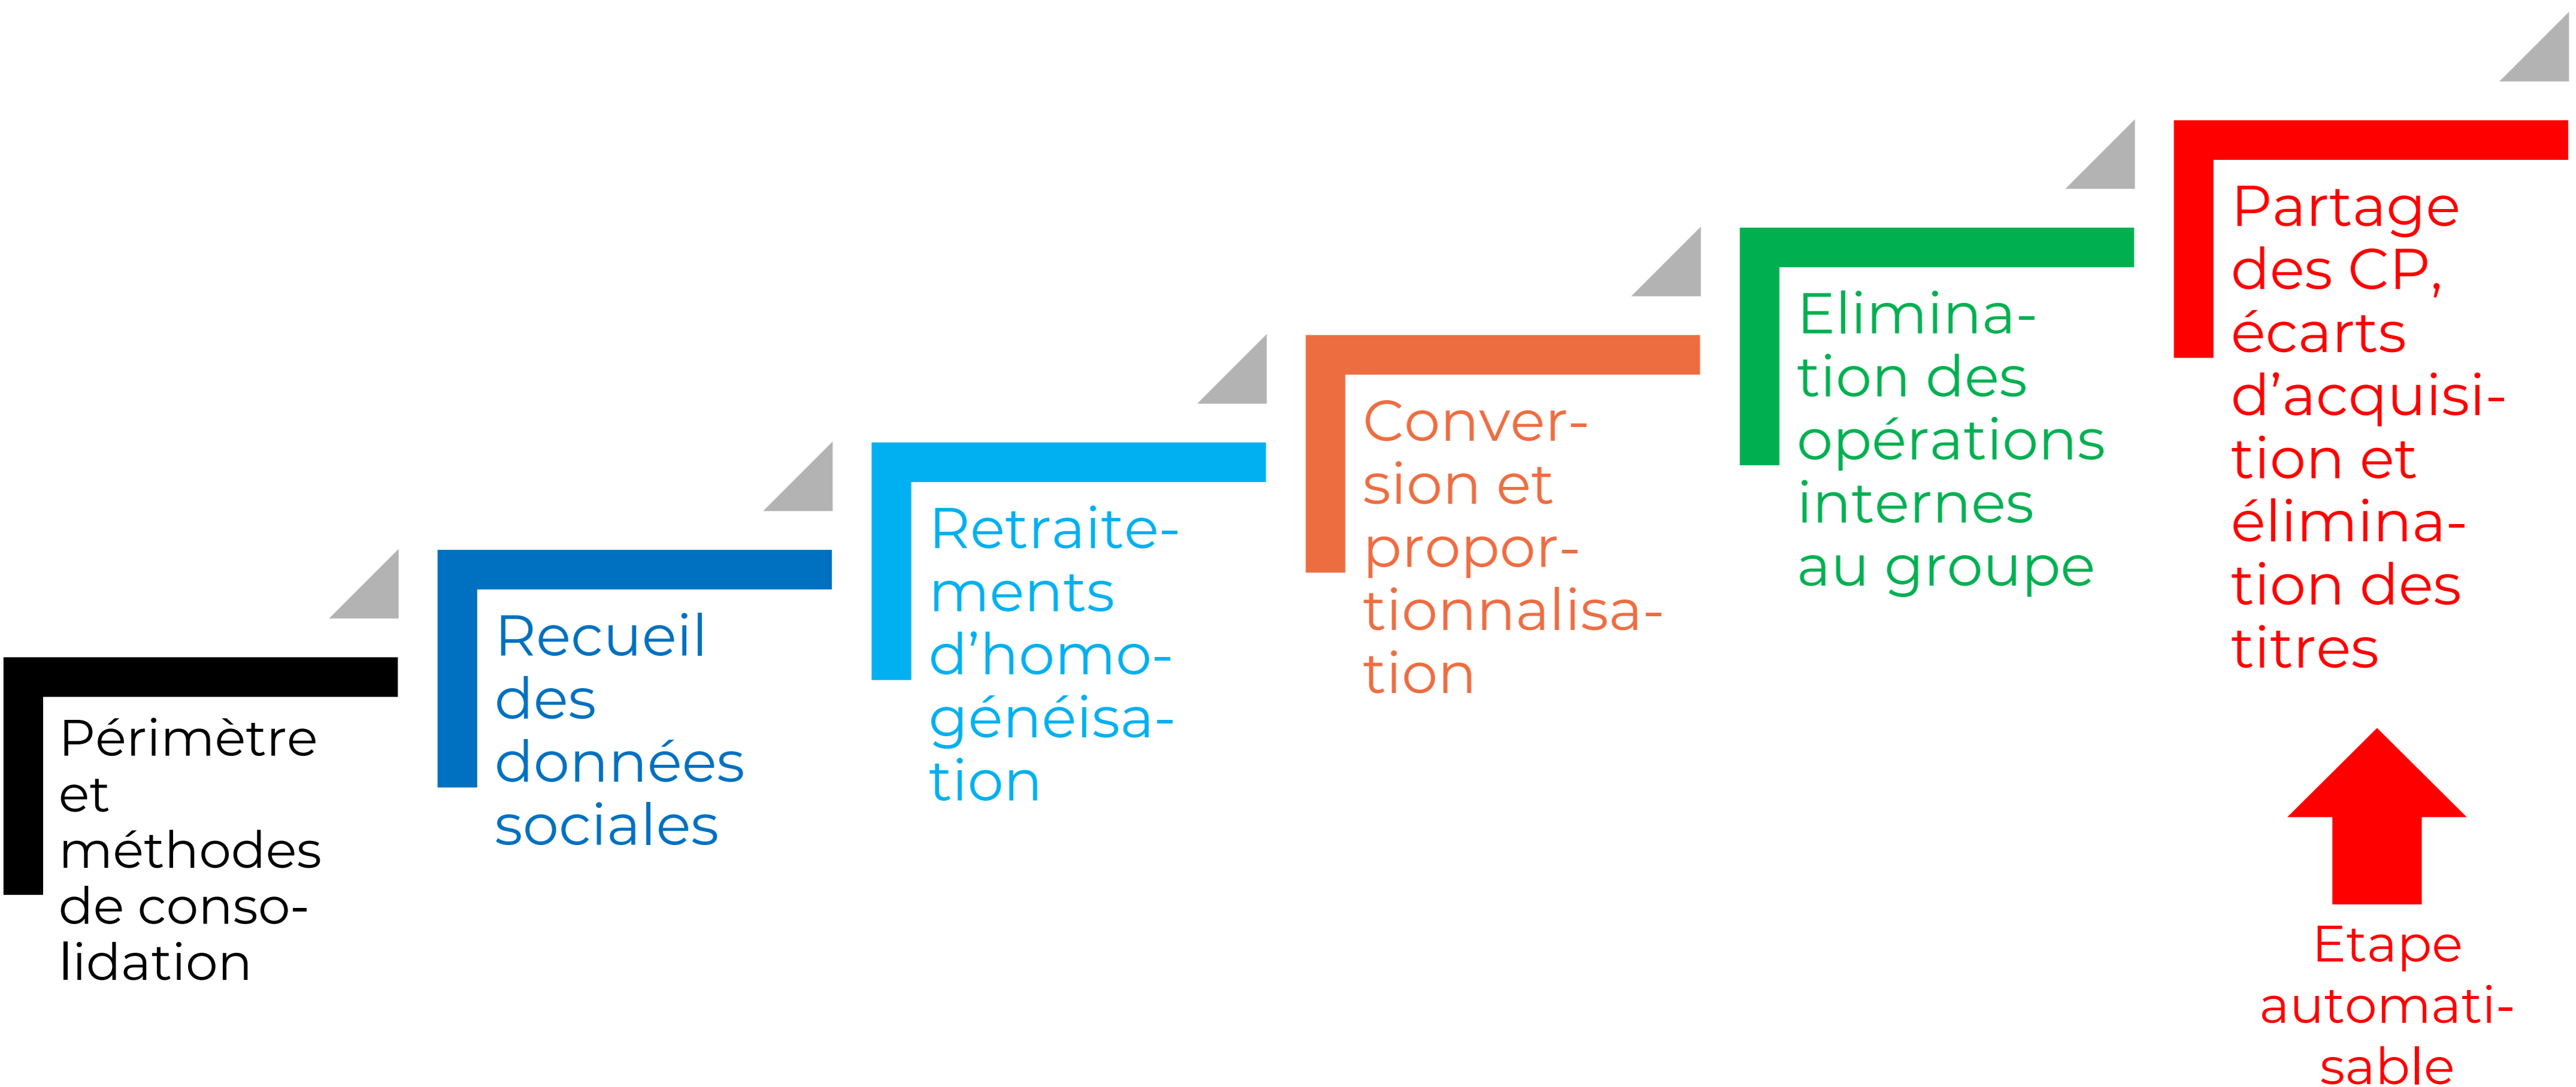 Périmètre
et
méthodes
de conso-
lidation
Recueil
des
données
sociales
Retraite-
ments
d’homo-
généisa-
tion
Conver-
sion et
propor-
tionnalisa-
tion
Elimina-
tion des
opérations
internes
au groupe
Partage
des CP,
écarts
d’acquisi-
tion et
élimina-
tion des
titres
Etape
automati-
sable